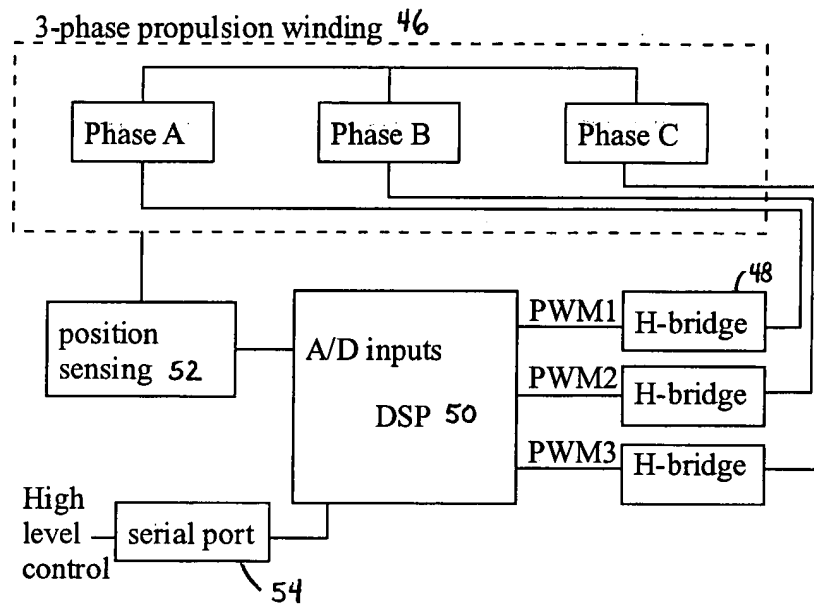 3-phase propulsion winding 46
Phase A
Phase B
Phase C
48
PWM1
H-bridge
position
sensing 52
A/D inputs
PWM2
H-bridge
DSP 50
PWM3
H-bridge
High
level
control
serial port
54